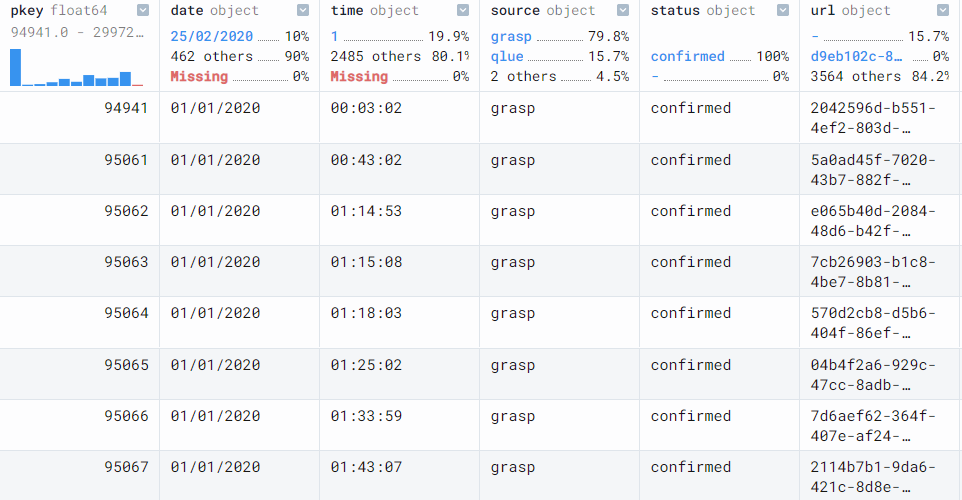 pkey float64 date object time object source object status object url object
94941.0 - 29972… 25/02/2020 10% 1 19.9% grasp 79.8% - 15.7%
462 others 90% 2485 others 80.1% qlue 15.7% confirmed 100% d9eb102c-8… 0%
Missing 0% Missing 0% 2 others 4.5% - 0% 3564 others 84.2%
94941 01/01/2020 00:03:02 grasp confirmed 2042596d-b551-
4ef2-803d-…
95061 01/01/2020 00:43:02 grasp confirmed 5a0ad45f-7020-
43b7-882f-…
95062 01/01/2020 01:14:53 grasp confirmed e065b40d-2084-
48d6-b42f-…
95063 01/01/2020 01:15:08 grasp confirmed 7cb26903-b1c8-
4be7-8b81-…
95064 01/01/2020 01:18:03 grasp confirmed 570d2cb8-d5b6-
404f-86ef-…
95065 01/01/2020 01:25:02 grasp confirmed 04b4f2a6-929c-
47cc-8adb-…
95066 01/01/2020 01:33:59 grasp confirmed 7d6aef62-364f-
407e-af24-…
95067 01/01/2020 01:43:07 grasp confirmed 2114b7b1-9da6-
421c-8d8e-…